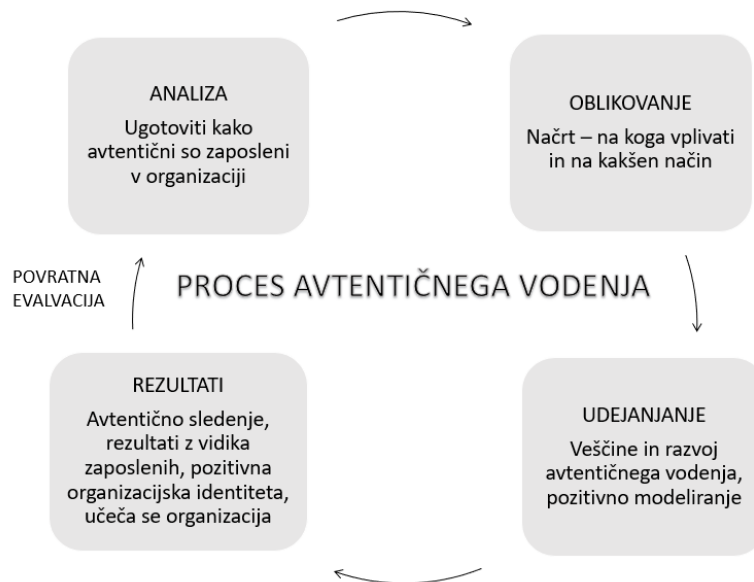 ANALIZA
Ugotoviti kako
avtentični so zaposleni
v organizaciji
OBLIKOVANJE
Načrt – na koga vplivati
in na kakšen način
POVRATNA
EVALVACIJA
PROCES AVTENTIČNEGA VODENJA
REZULTATI
Avtentično sledenje,
rezultati z vidika
zaposlenih, pozitivna
organizacijska identiteta,
učeča se organizacija
UDEJANJANJE
Veščine in razvoj
avtentičnega vodenja,
pozitivno modeliranje